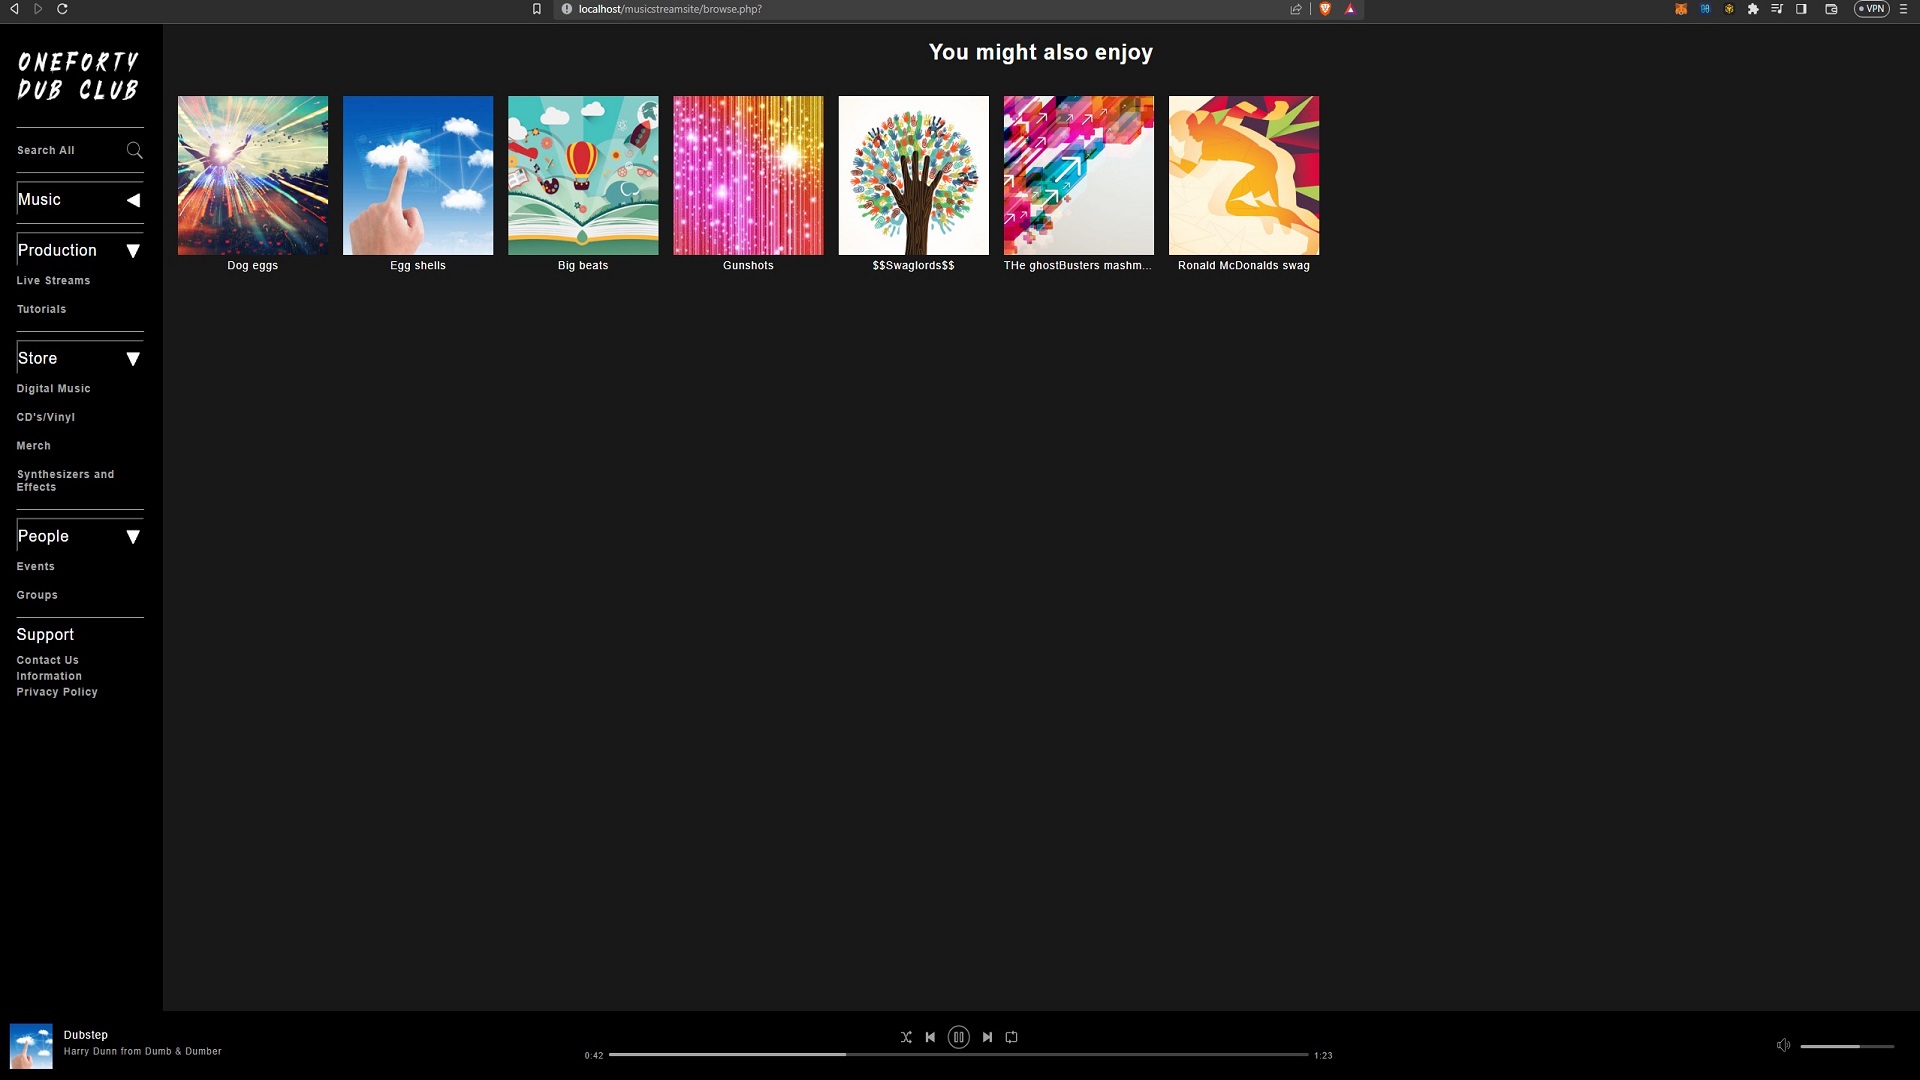 localhost/musicstreamsite/browse.php?
VPN
ONEFORTY
DUB CLUB
Search All
Music
Production
Live Streams
Tutorials
Store
Digital Music
CD's/Vinyl
Merch
Synthesizers and
Effects
People
Events
Groups
Support
Contact Us
Information
Privacy Policy
You might also enjoy
Dog eggs
Egg shells
Big beats
Gunshots
$$Swaglords$$
THe ghostBusters mashm...
Ronald McDonalds swag
Dubstep
Harry Dunn from Dumb & Dumber
0:42
1:23